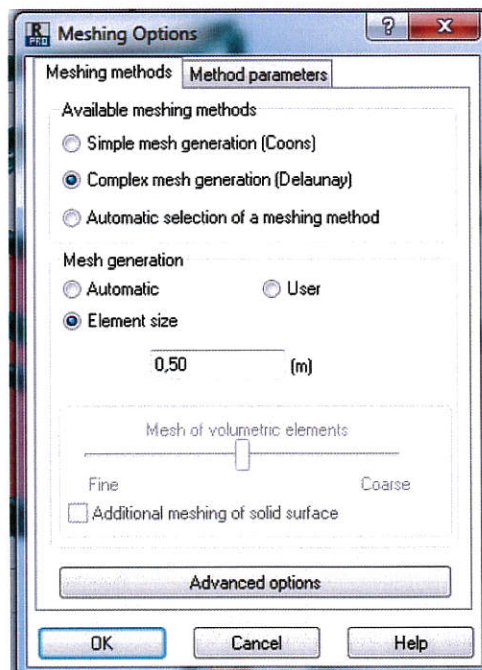 R PRO Meshing Options ? X
Meshing methods Method parameters
Available meshing methods
Simple mesh generation (Coons)
Complex mesh generation (Delaunay)
Automatic selection of a meshing method
Mesh generation
Automatic User
Element size
0,50 (m)
Mesh of volumetric elements
Fine Coarse
Additional meshing of solid surface
Advanced options
OK Cancel Help